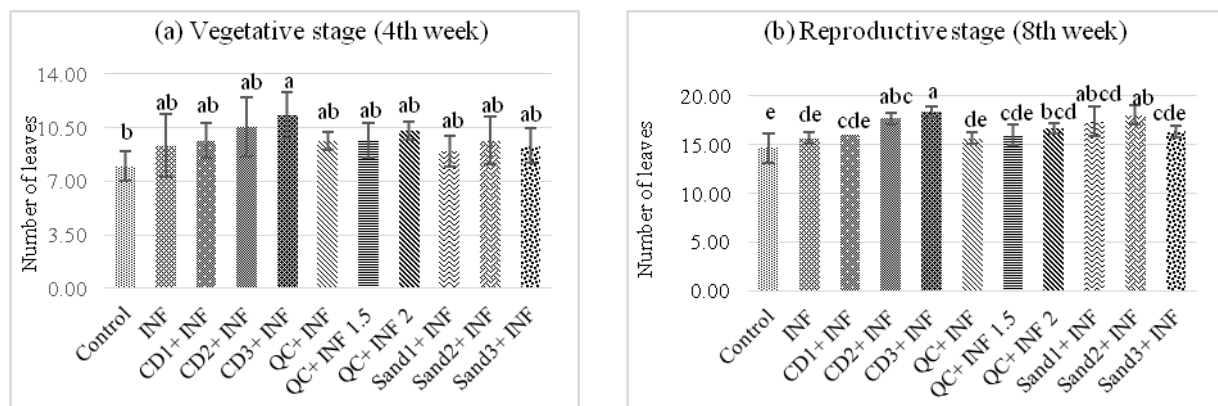 (a) Vegetative stage (4th week)
Number of leaves
14.00
10.50
7.00
3.50
0.00
b
ab
ab
ab
a
ab
ab
ab
ab
ab
ab
Control
INF
CD1+ INF
CD2+ INF
CD3+ INF
QC+ INF
QC+ INF 1.5
QC+ INF 2
Sand1+ INF
Sand2+ INF
Sand3+ INF
(b) Reproductive stage (8th week)
Number of leaves
20.00
15.00
10.00
5.00
0.00
e
de
cde
abc
a
de
cde
bcd
abcd
ab
cde
Control
INF
CD1+ INF
CD2+ INF
CD3+ INF
QC+ INF
QC+ INF 1.5
QC+ INF 2
Sand1+ INF
Sand2+ INF
Sand3+ INF